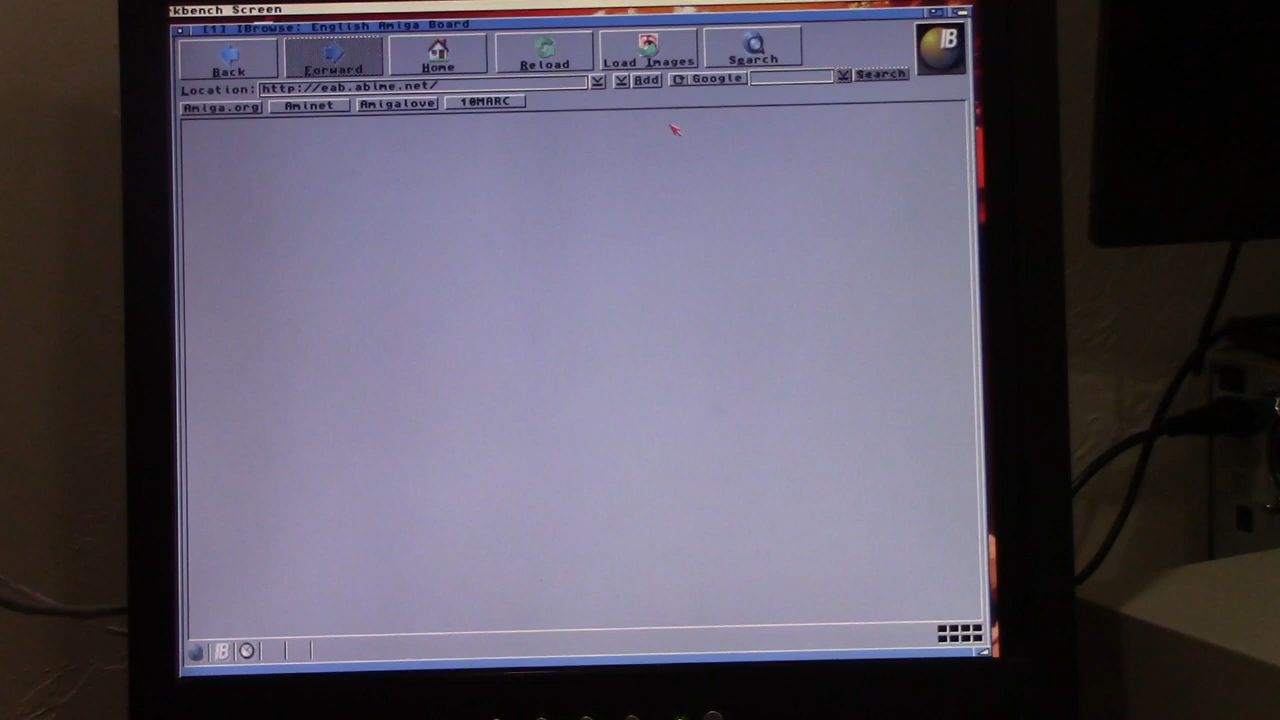 kbench Screen
[1] IBrowse: English Amiga Board
Back Forward Home Reload Load Images Search IB
Location: http://eab.abime.net/ Add Google Search
Amiga.org Aminet Amigalove 10MARC
IB